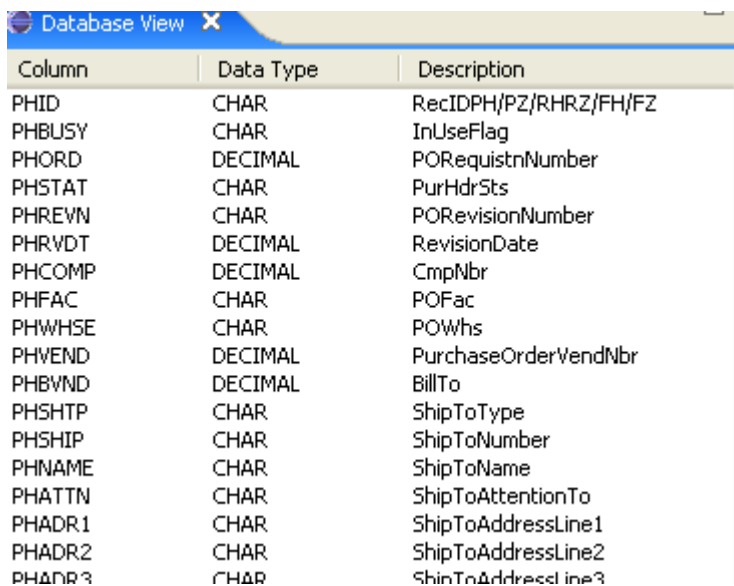 Database View
Column Data Type Description
PHID CHAR RecIDPH/PZ/RHRZ/FH/FZ
PHBUSY CHAR InUseFlag
PHORD DECIMAL PORequistnNumber
PHSTAT CHAR PurHdrSts
PHREVN CHAR PORevisionNumber
PHRVDT DECIMAL RevisionDate
PHCOMP DECIMAL CmpNbr
PHFAC CHAR POFac
PHWHSE CHAR POWhs
PHVEND DECIMAL PurchaseOrderVendNbr
PHBVND DECIMAL BillTo
PHSHTP CHAR ShipToType
PHSHIP CHAR ShipToNumber
PHNAME CHAR ShipToName
PHATTN CHAR ShipToAttentionTo
PHADR1 CHAR ShipToAddressLine1
PHADR2 CHAR ShipToAddressLine2
PHADR3 CHAR ShipToAddressLine3